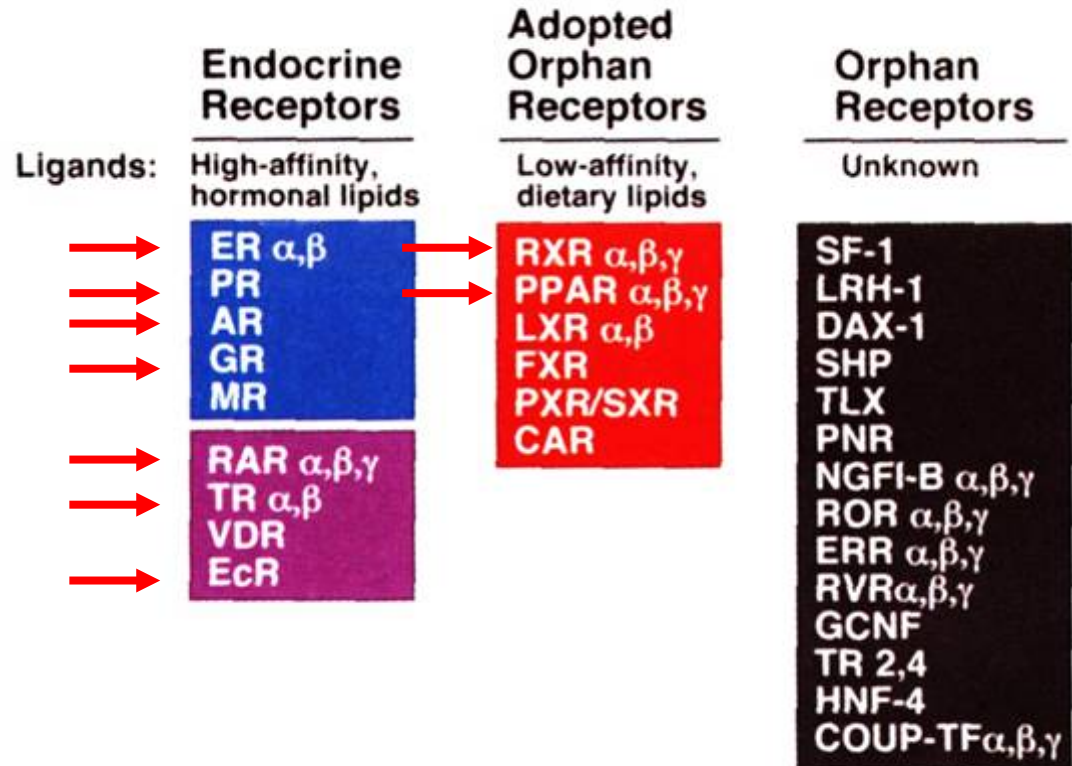 Endocrine
Receptors
Adopted
Orphan
Receptors
Orphan
Receptors
Ligands:
High-affinity,
hormonal lipids
Low-affinity,
dietary lipids
Unknown
ER α,β
PR
AR
GR
MR
RAR α,β,γ
TR α,β
VDR
EcR
RXR α,β,γ
PPAR α,β,γ
LXR α,β
FXR
PXR/SXR
CAR
SF-1
LRH-1
DAX-1
SHP
TLX
PNR
NGFI-B α,β,γ
ROR α,β,γ
ERR α,β,γ
RVRα,β,γ
GCNF
TR 2,4
HNF-4
COUP-TFα,β,γ